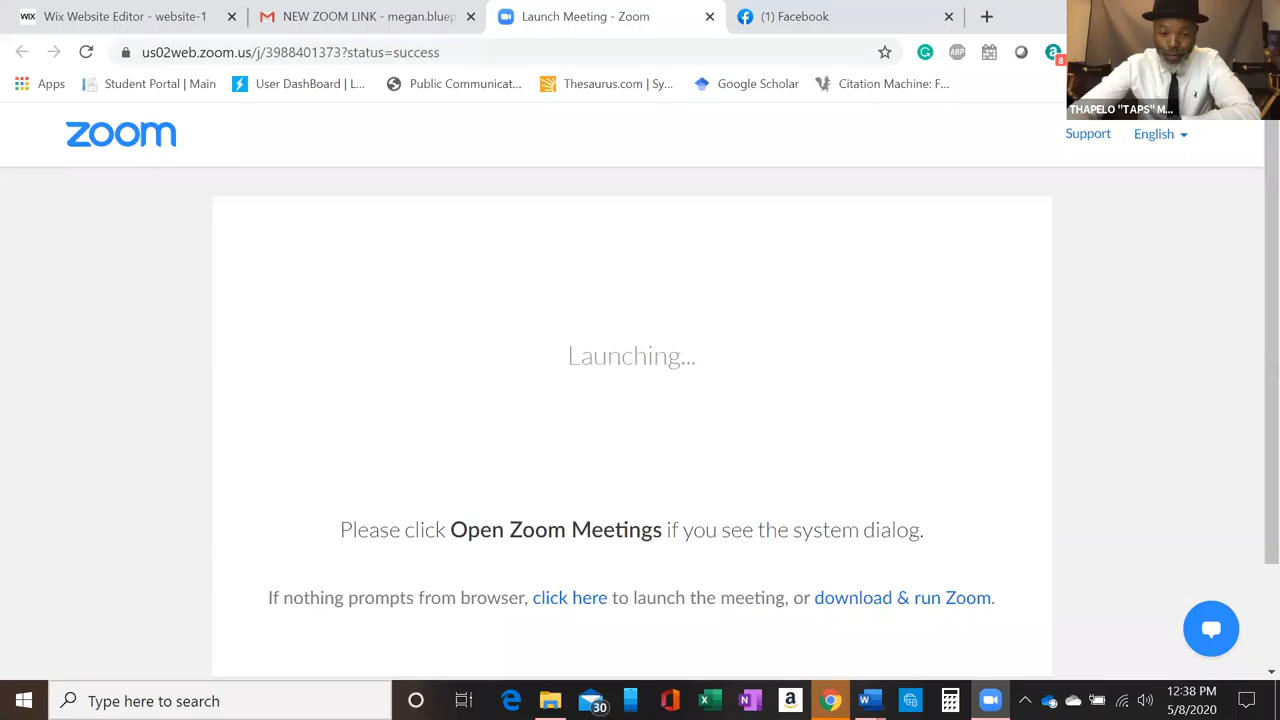 WIX Wix Website Editor - website-1
NEW ZOOM LINK - megan.bluep
Launch Meeting - Zoom
(1) Facebook
us02web.zoom.us/j/3988401373?status=success
ABP
a
8
Apps
Student Portal | Main
User DashBoard | L...
Public Communicat...
Thesaurus.com | Sy...
Google Scholar
Citation Machine: F...
THAPELO "TAPS" M...
zoom
Support
English
Launching...
Please click Open Zoom Meetings if you see the system dialog.
If nothing prompts from browser, click here to launch the meeting, or download & run Zoom.
Type here to search
30
12:38 PM
5/8/2020